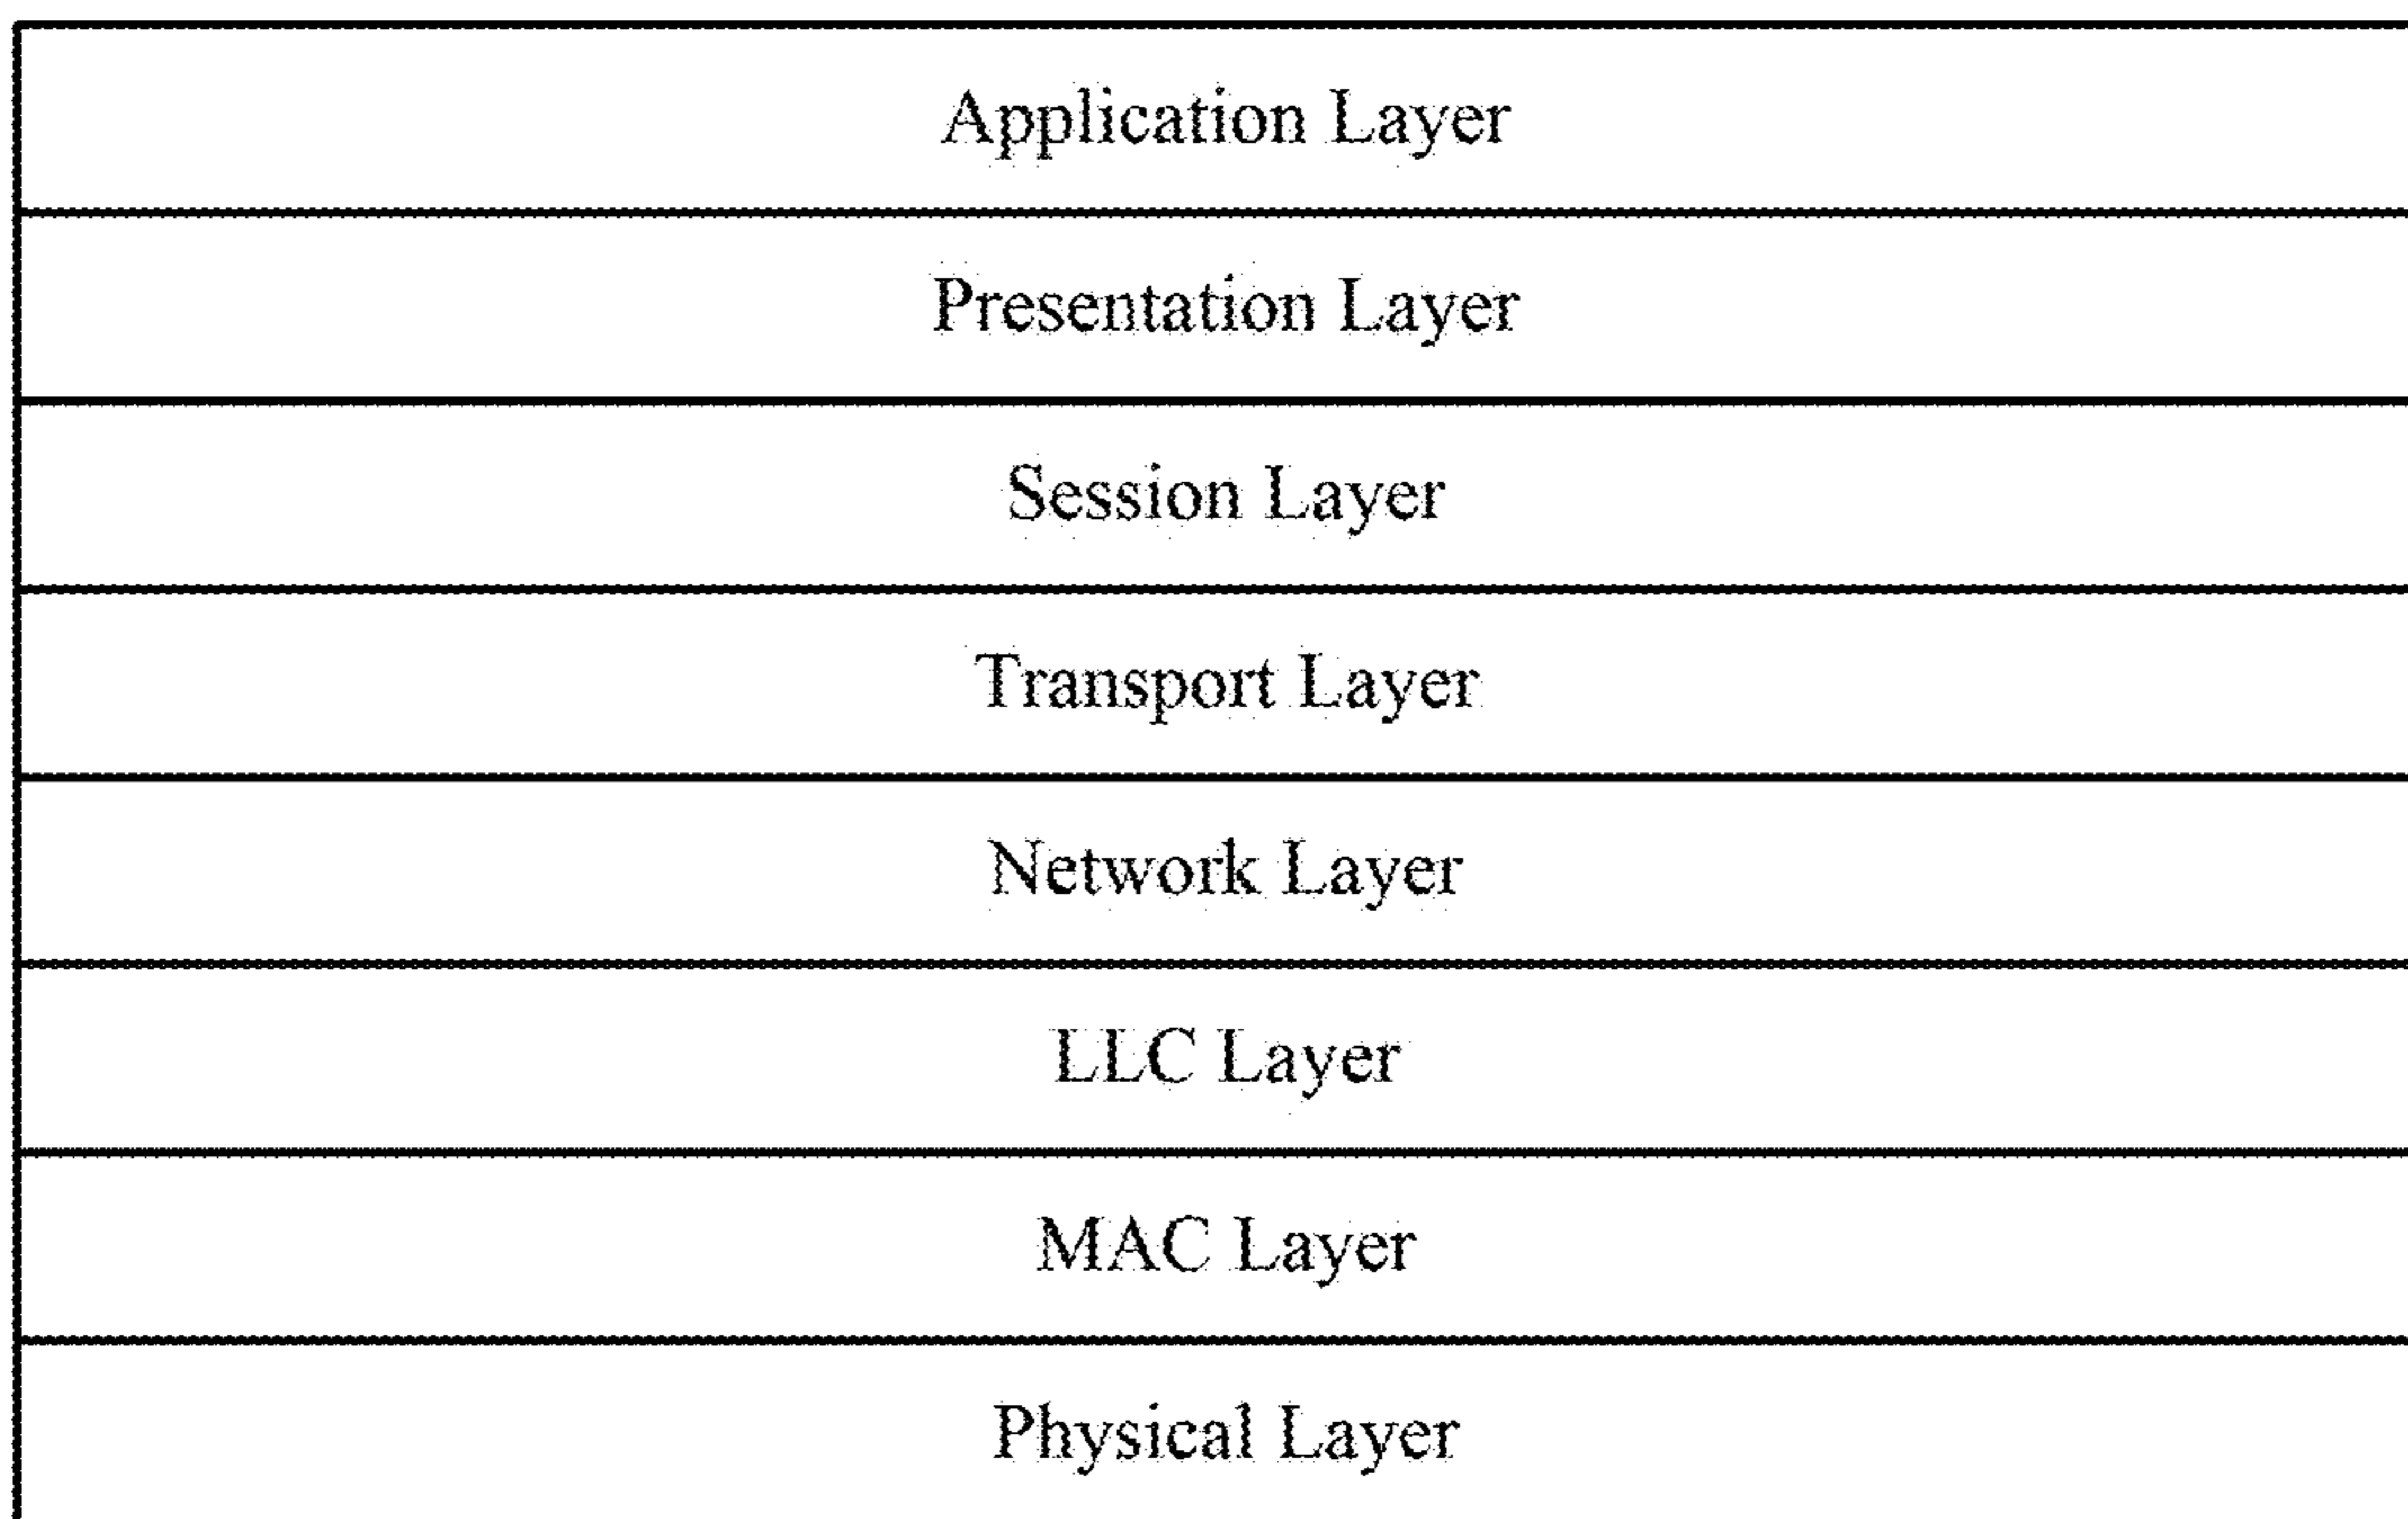 Application Layer
Presentation Layer
Session Layer
Transport Layer
Network Layer
LLC Layer
MAC Layer
Physical Layer